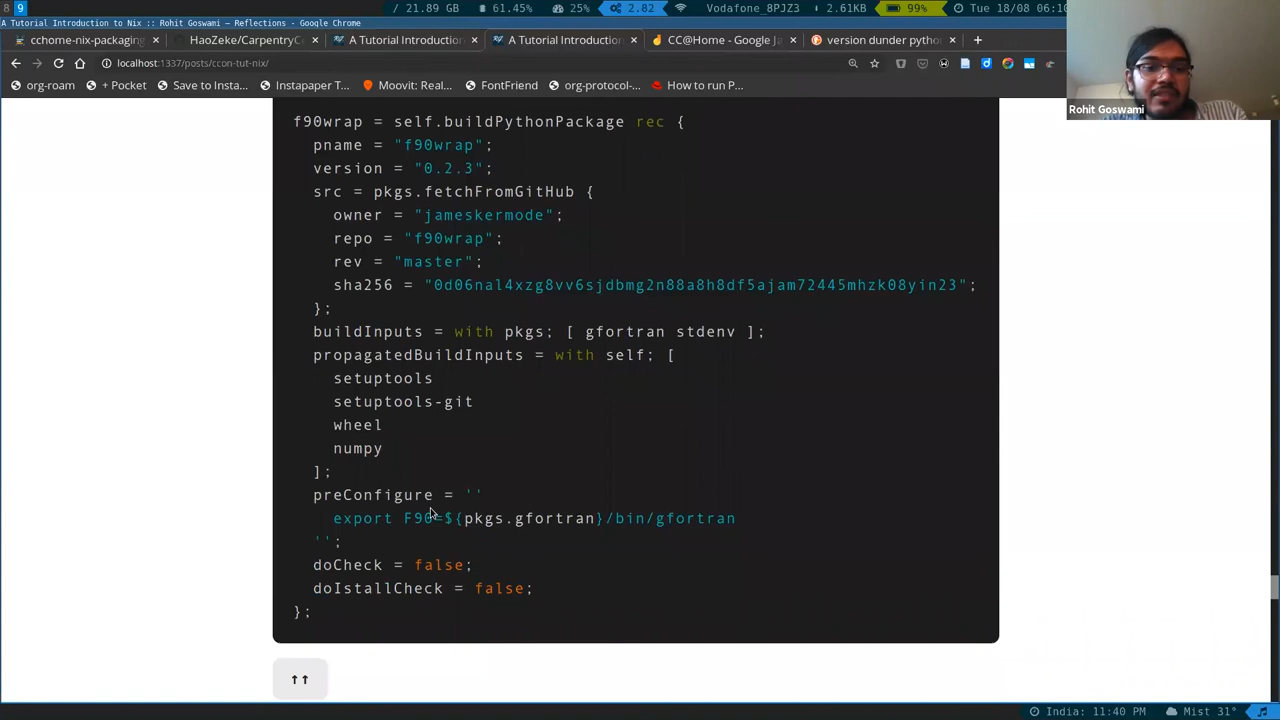 8 9 / 21.89 GB 61.45% 25% 2.82 Vodafone_8PJZ3 2.61KB 99% Tue 18/08 06:10
A Tutorial Introduction to Nix :: Rohit Goswami – Reflections - Google Chrome
cchome-nix-packaging × HaoZeke/CarpentryC × A Tutorial Introduction × A Tutorial Introduction × CC@Home - Google × version dunder python × +
localhost:1337/posts/ccon-tut-nix/
org-roam + Pocket Save to Insta... Instapaper T... Moovit: Real... FontFriend org-protocol-... How to run P...
Rohit Goswami
f90wrap = self.buildPythonPackage rec {
pname = "f90wrap";
version = "0.2.3";
src = pkgs.fetchFromGitHub {
owner = "jameskermode";
repo = "f90wrap";
rev = "master";
sha256 = "0d06nal4xzg8vv6sjdbmg2n88a8h8df5ajam72445mhzk08yin23";
};
buildInputs = with pkgs; [ gfortran stdenv ];
propagatedBuildInputs = with self; [
setuptools
setuptools-git
wheel
numpy
];
preConfigure = ''
export F90=${pkgs.gfortran}/bin/gfortran
'';
doCheck = false;
doIstallCheck = false;
};
↑↑
India: 11:40 PM Mist 31°